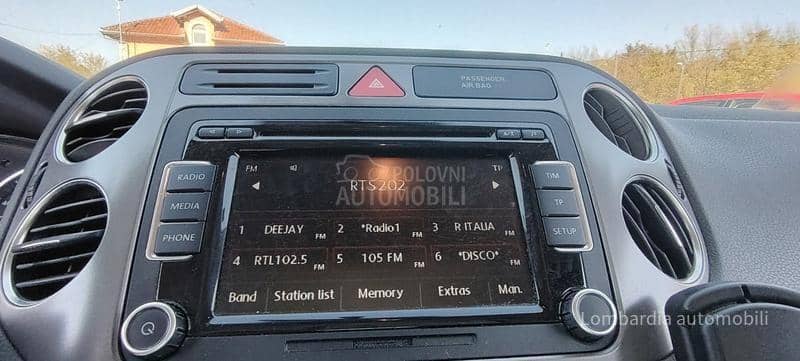 PASSENGER
AIR BAG
RADIO
MEDIA
PHONE
TIM
TP
SETUP
FM TP
POLOVNI
AUTOMOBILI
RTS202
1 DEEJAY FM 2 *Radio1 FM 3 R ITALIA FM
4 RTL102.5 FM 5 105 FM FM 6 *DISCO* FM
Band Station list Memory Extras Man.
Lombardia automobili